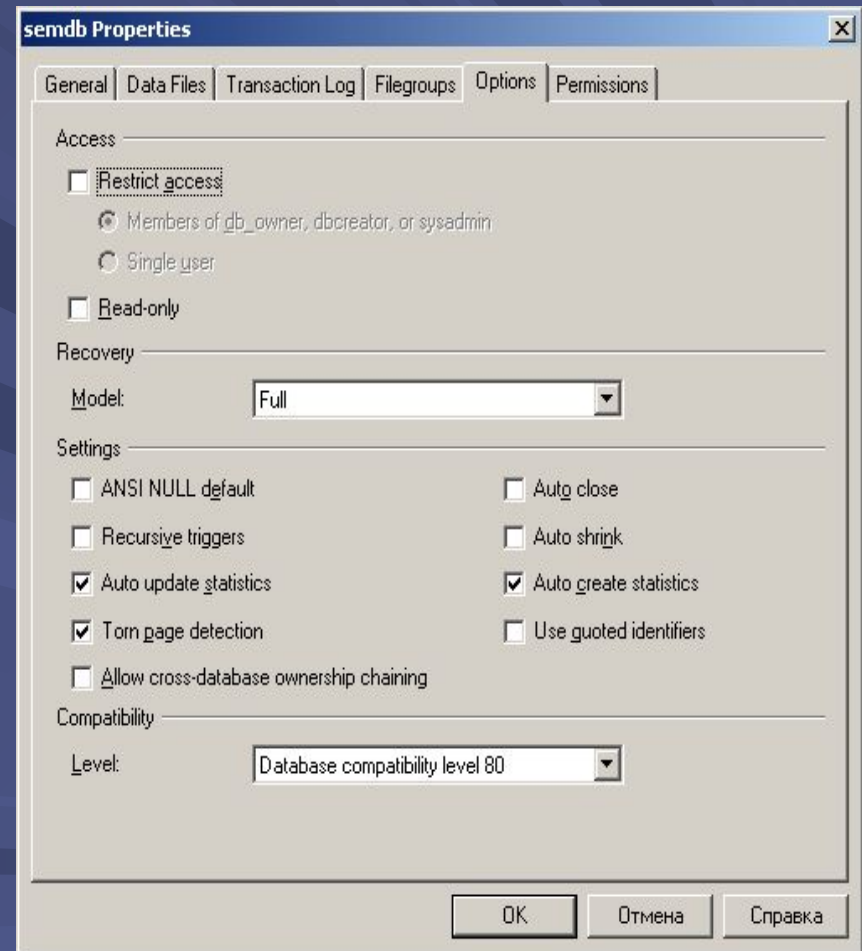 semdb Properties
General Data Files Transaction Log Filegroups Options Permissions
Access
Restrict access
Members of db_owner, dbcreator, or sysadmin
Single user
Read-only
Recovery
Model: Full
Settings
ANSI NULL default Auto close
Recursive triggers Auto shrink
Auto update statistics Auto create statistics
Torn page detection Use quoted identifiers
Allow cross-database ownership chaining
Compatibility
Level: Database compatibility level 80
OK Отмена Справка